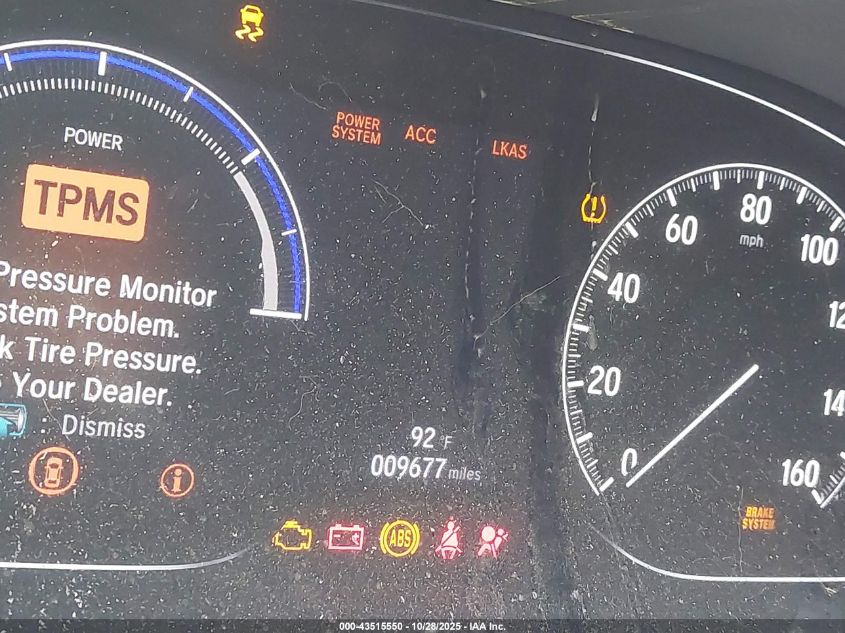 POWER
TPMS
Pressure Monitor
stem Problem.
k Tire Pressure.
Your Dealer.
: Dismiss
POWER
SYSTEM
ACC
LKAS
92 F
009677 miles
ABS
0
20
40
60
80
100
mph
160
BRAKE
SYSTEM
000-43515550 - 10/28/2025 - IAA Inc.